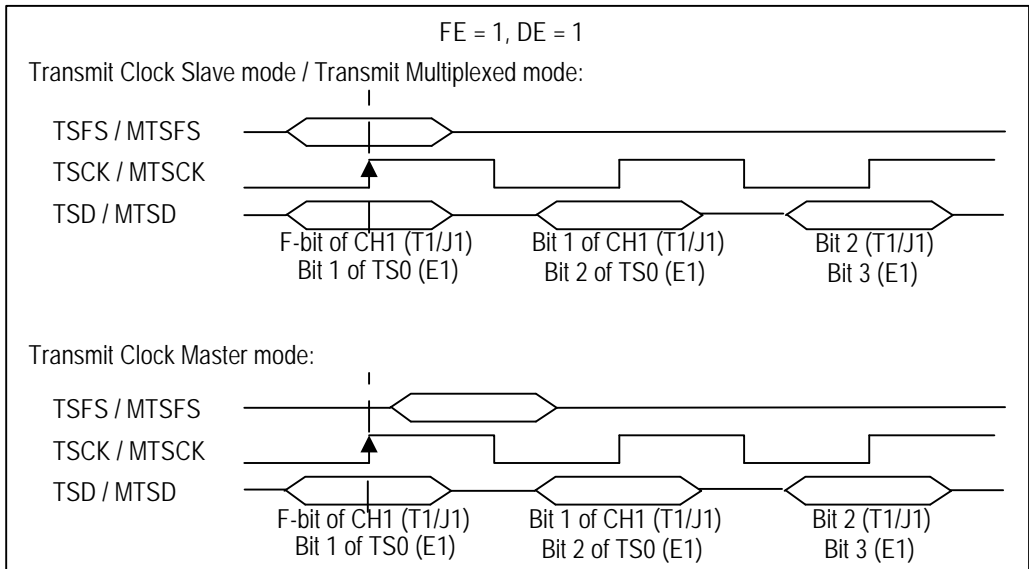 FE = 1, DE = 1
Transmit Clock Slave mode / Transmit Multiplexed mode:
TSFS / MTSFS
TSCK / MTSCK
TSD / MTSD
F-bit of CH1 (T1/J1)
Bit 1 of TS0 (E1)
Bit 1 of CH1 (T1/J1)
Bit 2 of TS0 (E1)
Bit 2 (T1/J1)
Bit 3 (E1)
Transmit Clock Master mode:
TSFS / MTSFS
TSCK / MTSCK
TSD / MTSD
F-bit of CH1 (T1/J1)
Bit 1 of TS0 (E1)
Bit 1 of CH1 (T1/J1)
Bit 2 of TS0 (E1)
Bit 2 (T1/J1)
Bit 3 (E1)